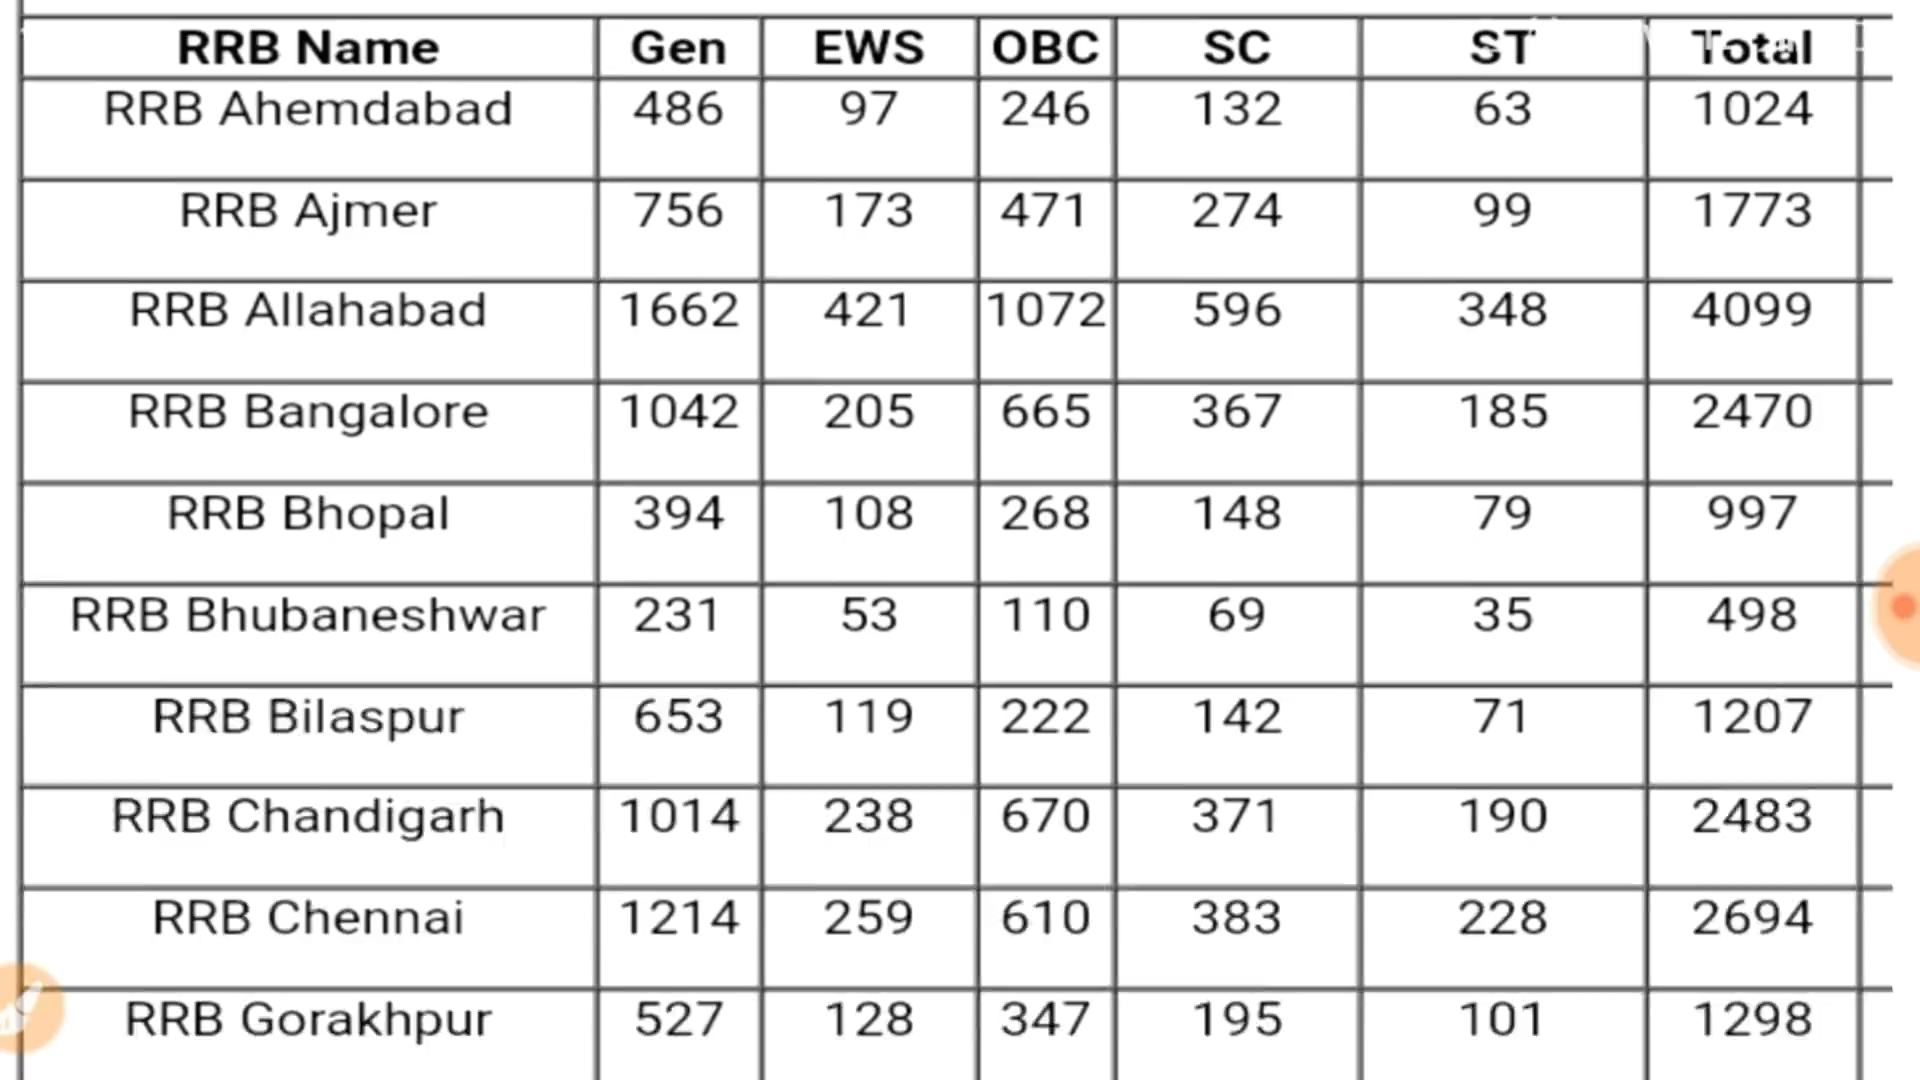 RRB Name Gen EWS OBC SC ST Total
RRB Ahemdabad 486 97 246 132 63 1024
RRB Ajmer 756 173 471 274 99 1773
RRB Allahabad 1662 421 1072 596 348 4099
RRB Bangalore 1042 205 665 367 185 2470
RRB Bhopal 394 108 268 148 79 997
RRB Bhubaneshwar 231 53 110 69 35 498
RRB Bilaspur 653 119 222 142 71 1207
RRB Chandigarh 1014 238 670 371 190 2483
RRB Chennai 1214 259 610 383 228 2694
RRB Gorakhpur 527 128 347 195 101 1298